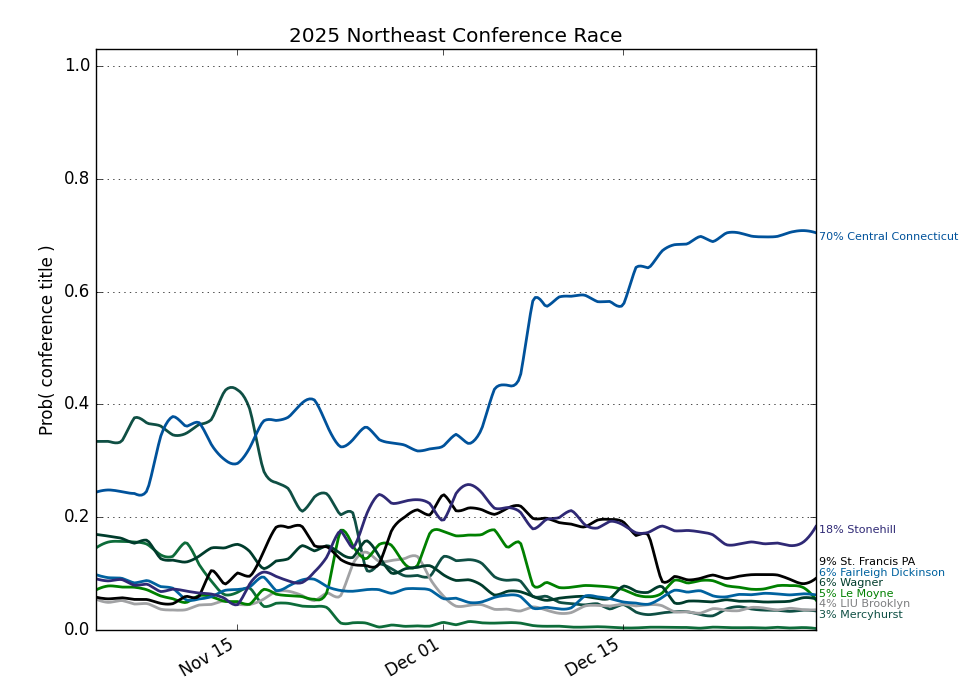 2025 Northeast Conference Race
Prob( conference title )
1.0
0.8
0.6
0.4
0.2
0.0
Nov 15
Dec 01
Dec 15
70% Central Connecticut
18% Stonehill
9% St. Francis PA
6% Fairleigh Dickinson
6% Wagner
5% Le Moyne
4% LIU Brooklyn
3% Mercyhurst